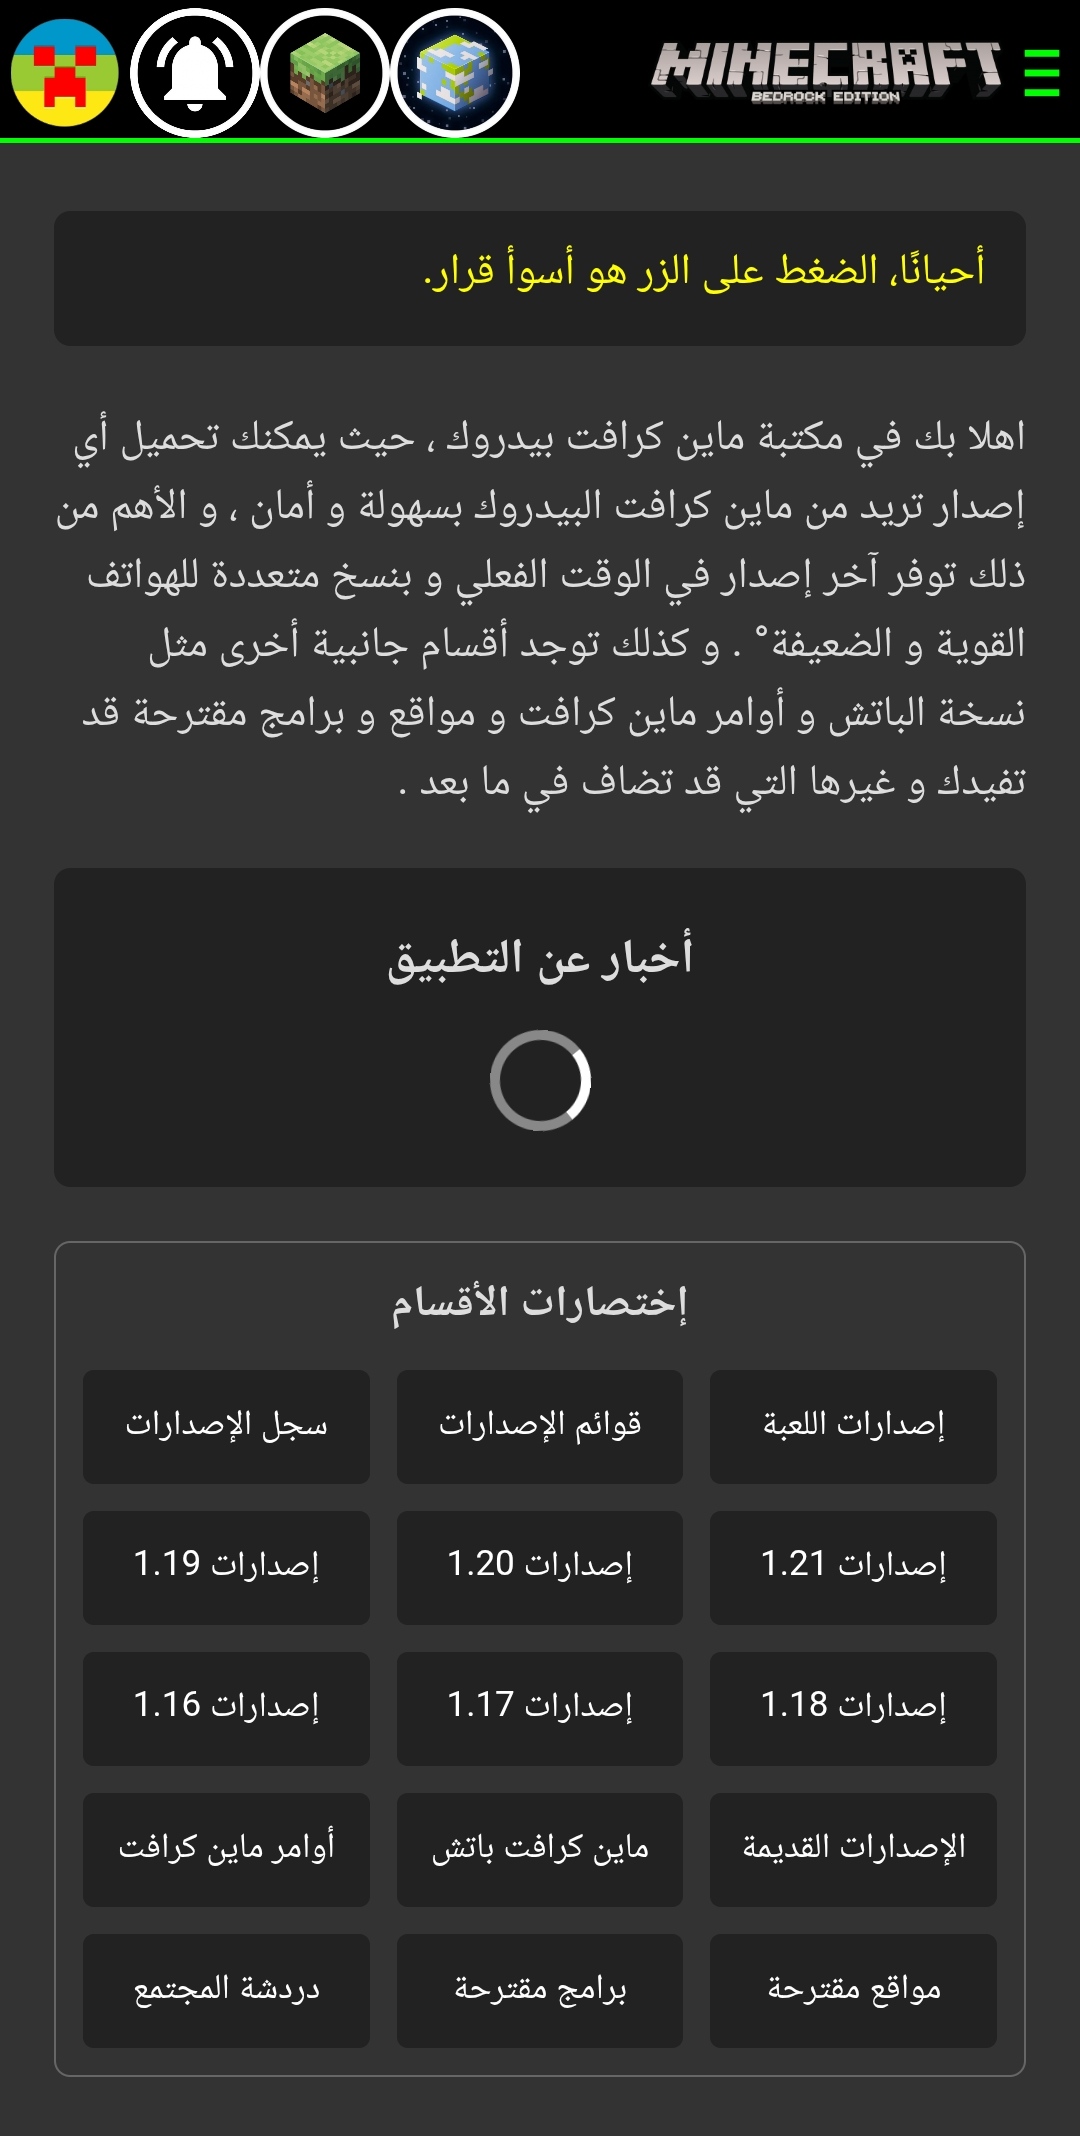 MINECRAFT
BEDROCK EDITION
أحيانًا، الضغط على الزر هو أسوأ قرار.
اهلا بك في مكتبة ماين كرافت بيدروك ، حيث يمكنك تحميل أي
إصدار تريد من ماين كرافت البيدروك بسهولة و أمان ، و الأهم من
ذلك توفر آخر إصدار في الوقت الفعلي و بنسخ متعددة للهواتف
القوية و الضعيفة° . و كذلك توجد أقسام جانبية أخرى مثل
نسخة الباتش و أوامر ماين كرافت و مواقع و برامج مقترحة قد
تفيدك و غيرها التي قد تضاف في ما بعد .
أخبار عن التطبيق
إختصارات الأقسام
إصدارات اللعبة
قوائم الإصدارات
سجل الإصدارات
إصدارات 1.21
إصدارات 1.20
إصدارات 1.19
إصدارات 1.18
إصدارات 1.17
إصدارات 1.16
الإصدارات القديمة
ماين كرافت باتش
أوامر ماين كرافت
مواقع مقترحة
برامج مقترحة
دردشة المجتمع